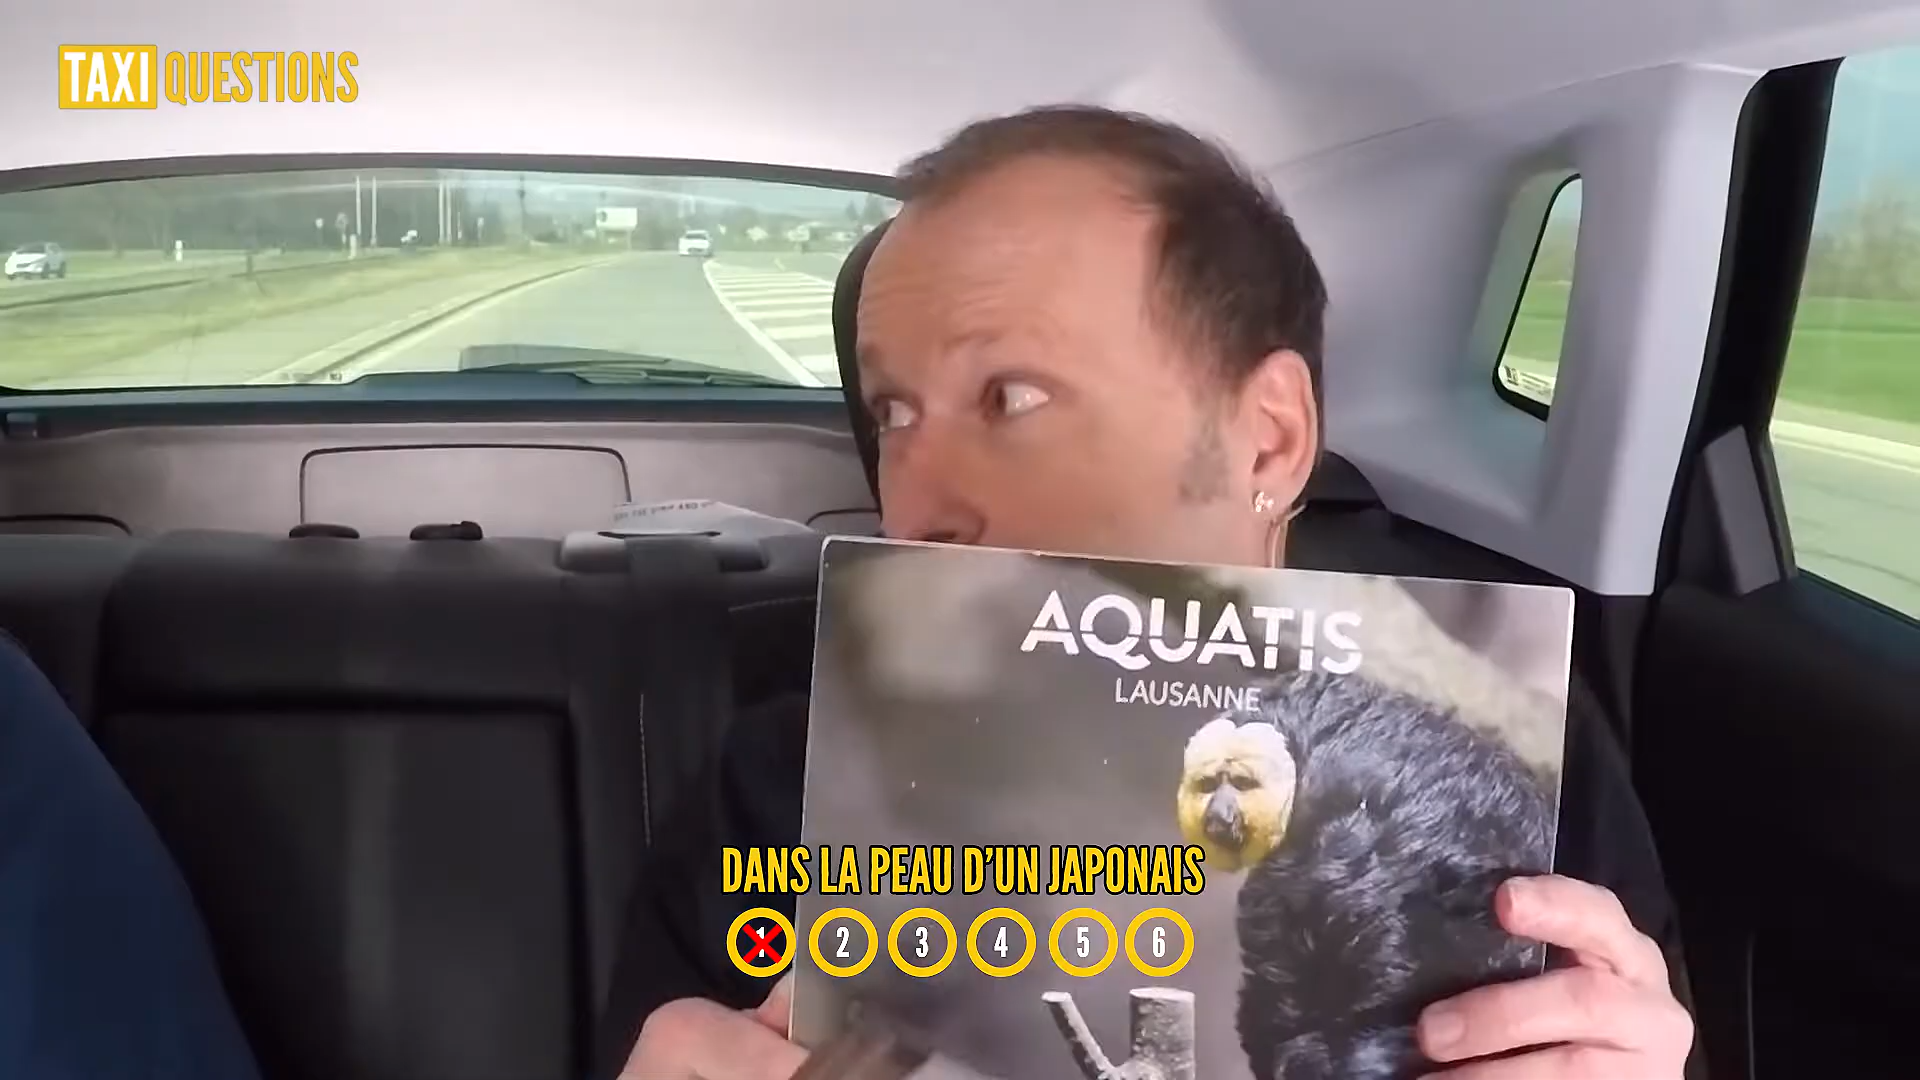 TAXI QUESTIONS
AQUATIS
LAUSANNE
DANS LA PEAU D'UN JAPONAIS
1 2 3 4 5 6